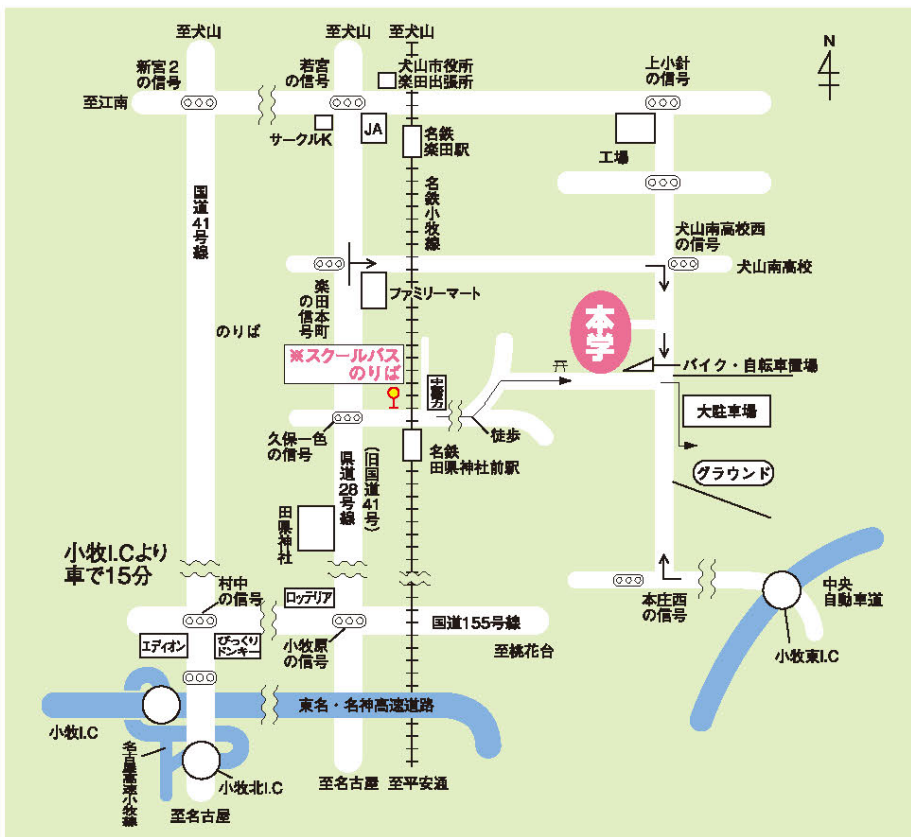 至犬山
至犬山
至犬山
N
新宮2
の信号
若宮
の信号
犬山市役所
楽田出張所
上小針
の信号
至江南
サークルK
JA
名鉄
楽田駅
工場
国道41号線
名鉄小牧線
犬山南高校西
の信号
犬山南高校
楽田本町
の信号
ファミリーマート
のりば
本学
※スクールバス
のりば
バイク・自転車置場
大駐車場
久保一色
の信号
徒歩
名鉄
田県神社前駅
グラウンド
県道28号線
(旧国道41号)
田県神社
小牧I.Cより
車で15分
村中
の信号
ロッテリア
本庄西
の信号
中央
自動車道
エディオン
びっくり
ドンキー
小牧原
の信号
国道155号線
至桃花台
小牧東I.C
東名・名神高速道路
小牧I.C
名古屋高速小牧線
小牧北I.C
至名古屋
至名古屋
至平安通